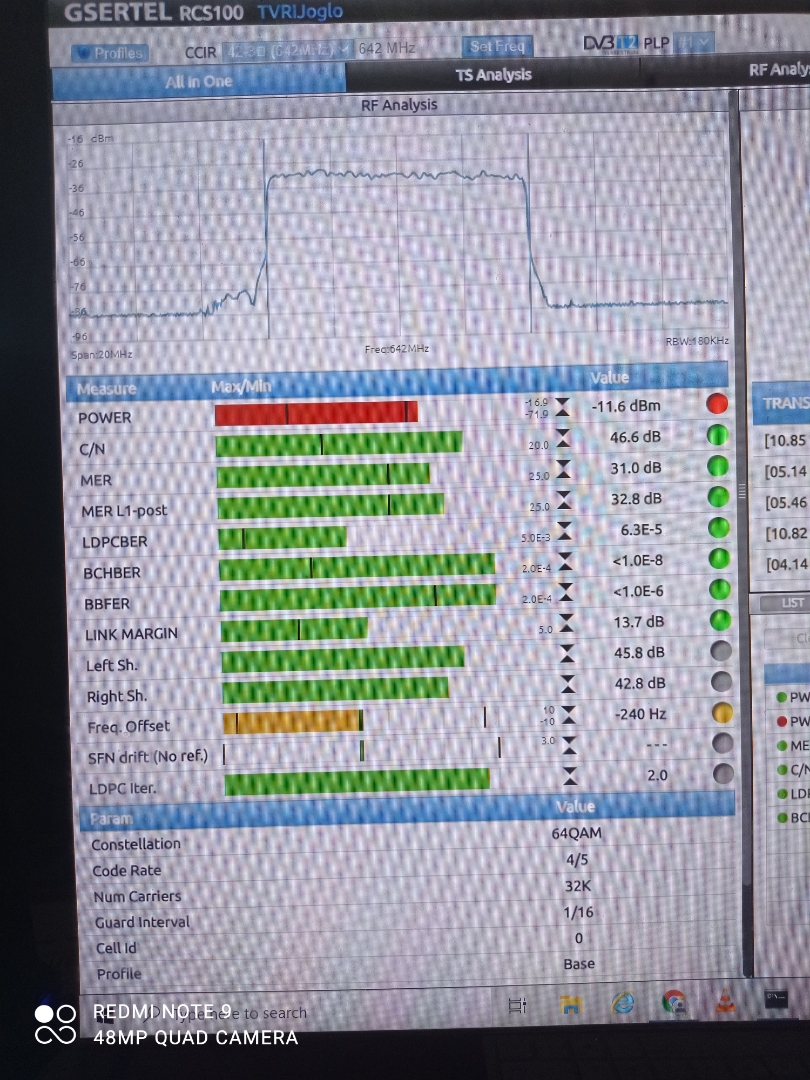 GSERTEL RCS100 TVRIJoglo
Profiles CCIR 642 MHz Set Freq DVB T2 PLP #1
All in One TS Analysis RF Analy
RF Analysis
-16 dBm
-26
-36
-46
-56
-66
-76
-86
-96
Span:20MHz Freq:642MHz RBW:180KHz
Measure Max/Min Value
POWER -16.9 -71.9 -11.6 dBm
C/N 20.0 46.6 dB
MER 25.0 31.0 dB
MER L1-post 25.0 32.8 dB
LDPCBER 5.0E-3 6.3E-5
BCHBER 2.0E-4 <1.0E-8
BBFER 2.0E-4 <1.0E-6
LINK MARGIN 5.0 13.7 dB
Left Sh. 45.8 dB
Right Sh. 42.8 dB
Freq. Offset 10 -10 -240 Hz
SFN drift (No ref.) 3.0 ---
LDPC Iter. 2.0
Param Value
Constellation 64QAM
Code Rate 4/5
Num Carriers 32K
Guard Interval 1/16
Cell Id 0
Profile Base
TRANS
[10.85
[05.14
[05.46
[10.82
[04.14
LIST
PW
PW
ME
C/N
LDP
BCH
Type here to search
REDMI NOTE 9
48MP QUAD CAMERA